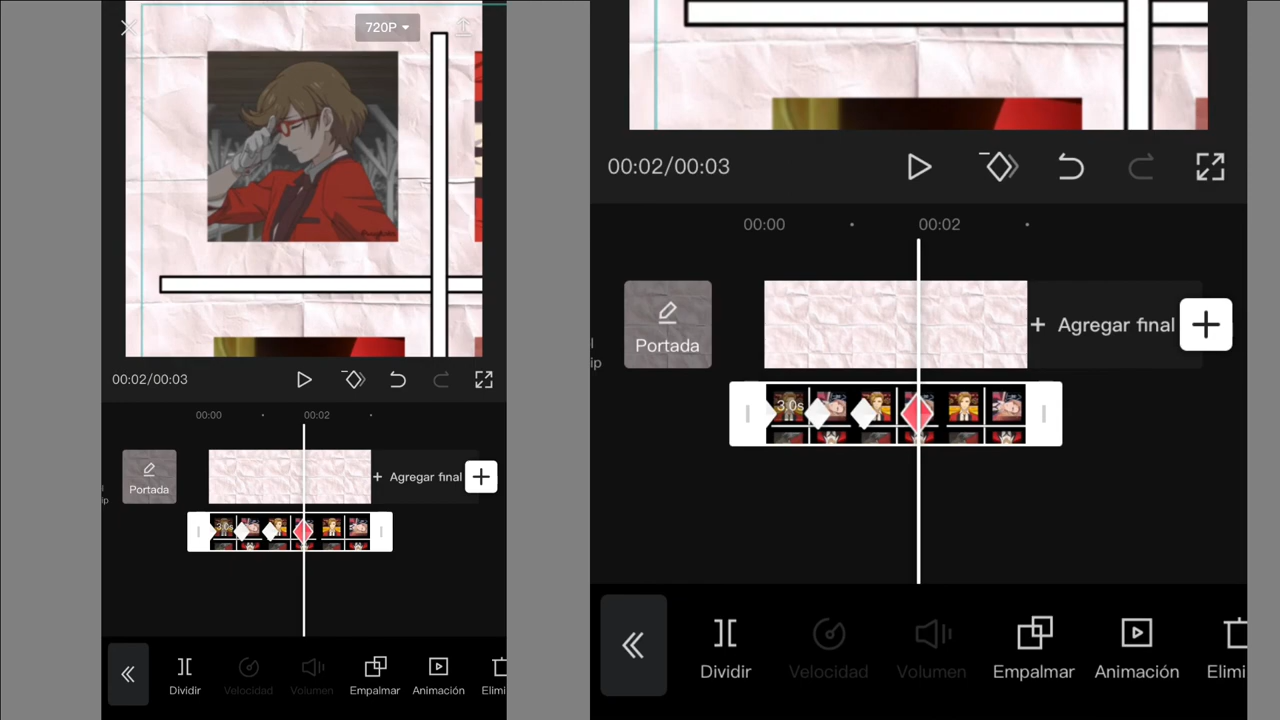 720P
00:02/00:03
00:00
00:02
Portada
Agregar final
ip
3.0s
Dividir
Velocidad
Volumen
Empalmar
Animación
Elimi
00:02/00:03
00:00
00:02
Portada
Agregar final
ip
3.0s
Dividir
Velocidad
Volumen
Empalmar
Animación
Elimi